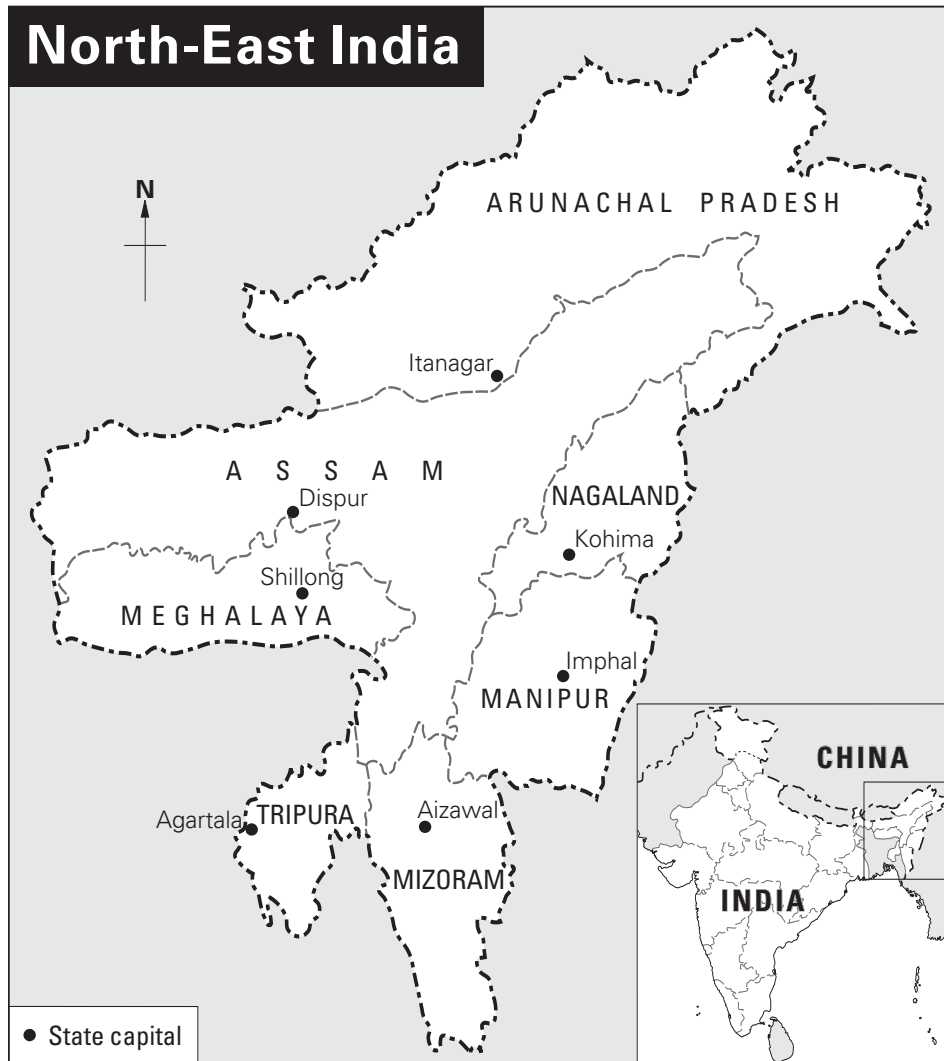 North-East India
N
ARUNACHAL PRADESH
Itanagar
ASSAM
Dispur
NAGALAND
Kohima
Shillong
MEGHALAYA
Imphal
MANIPUR
Agartala
TRIPURA
Aizawal
MIZORAM
CHINA
INDIA
State capital